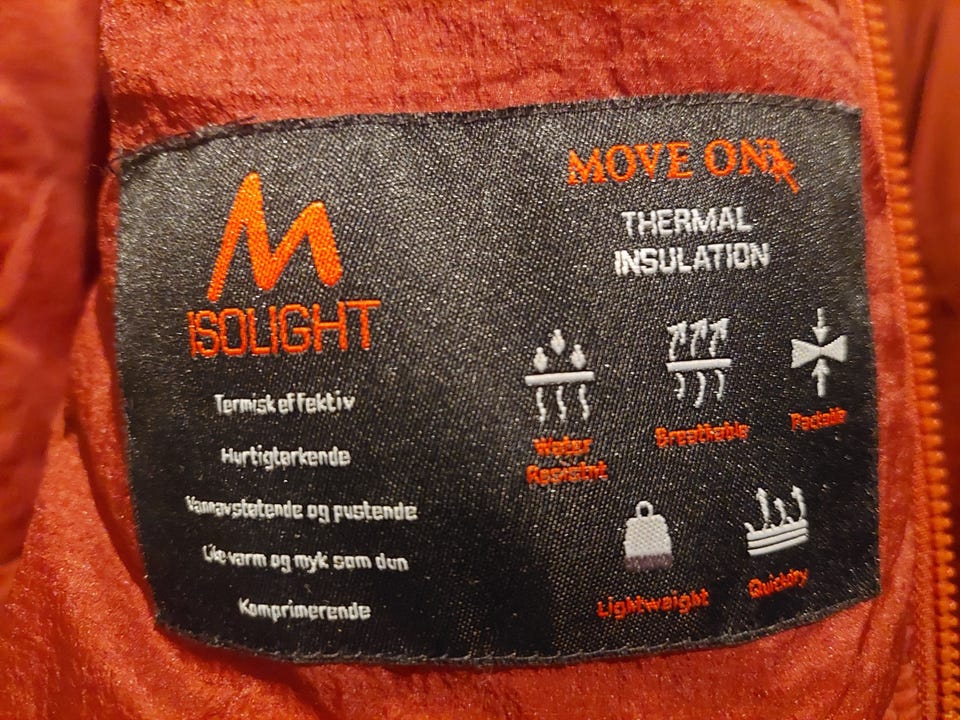 M
ISOLIGHT
Termisk effektiv
Hurtigtørkende
Vannavstøtende og pustende
Like varm og myk som dun
Komprimerende
MOVE ON
THERMAL
INSULATION
Water
Resistnt
Breathable
Packable
Lightweight
Quickdry